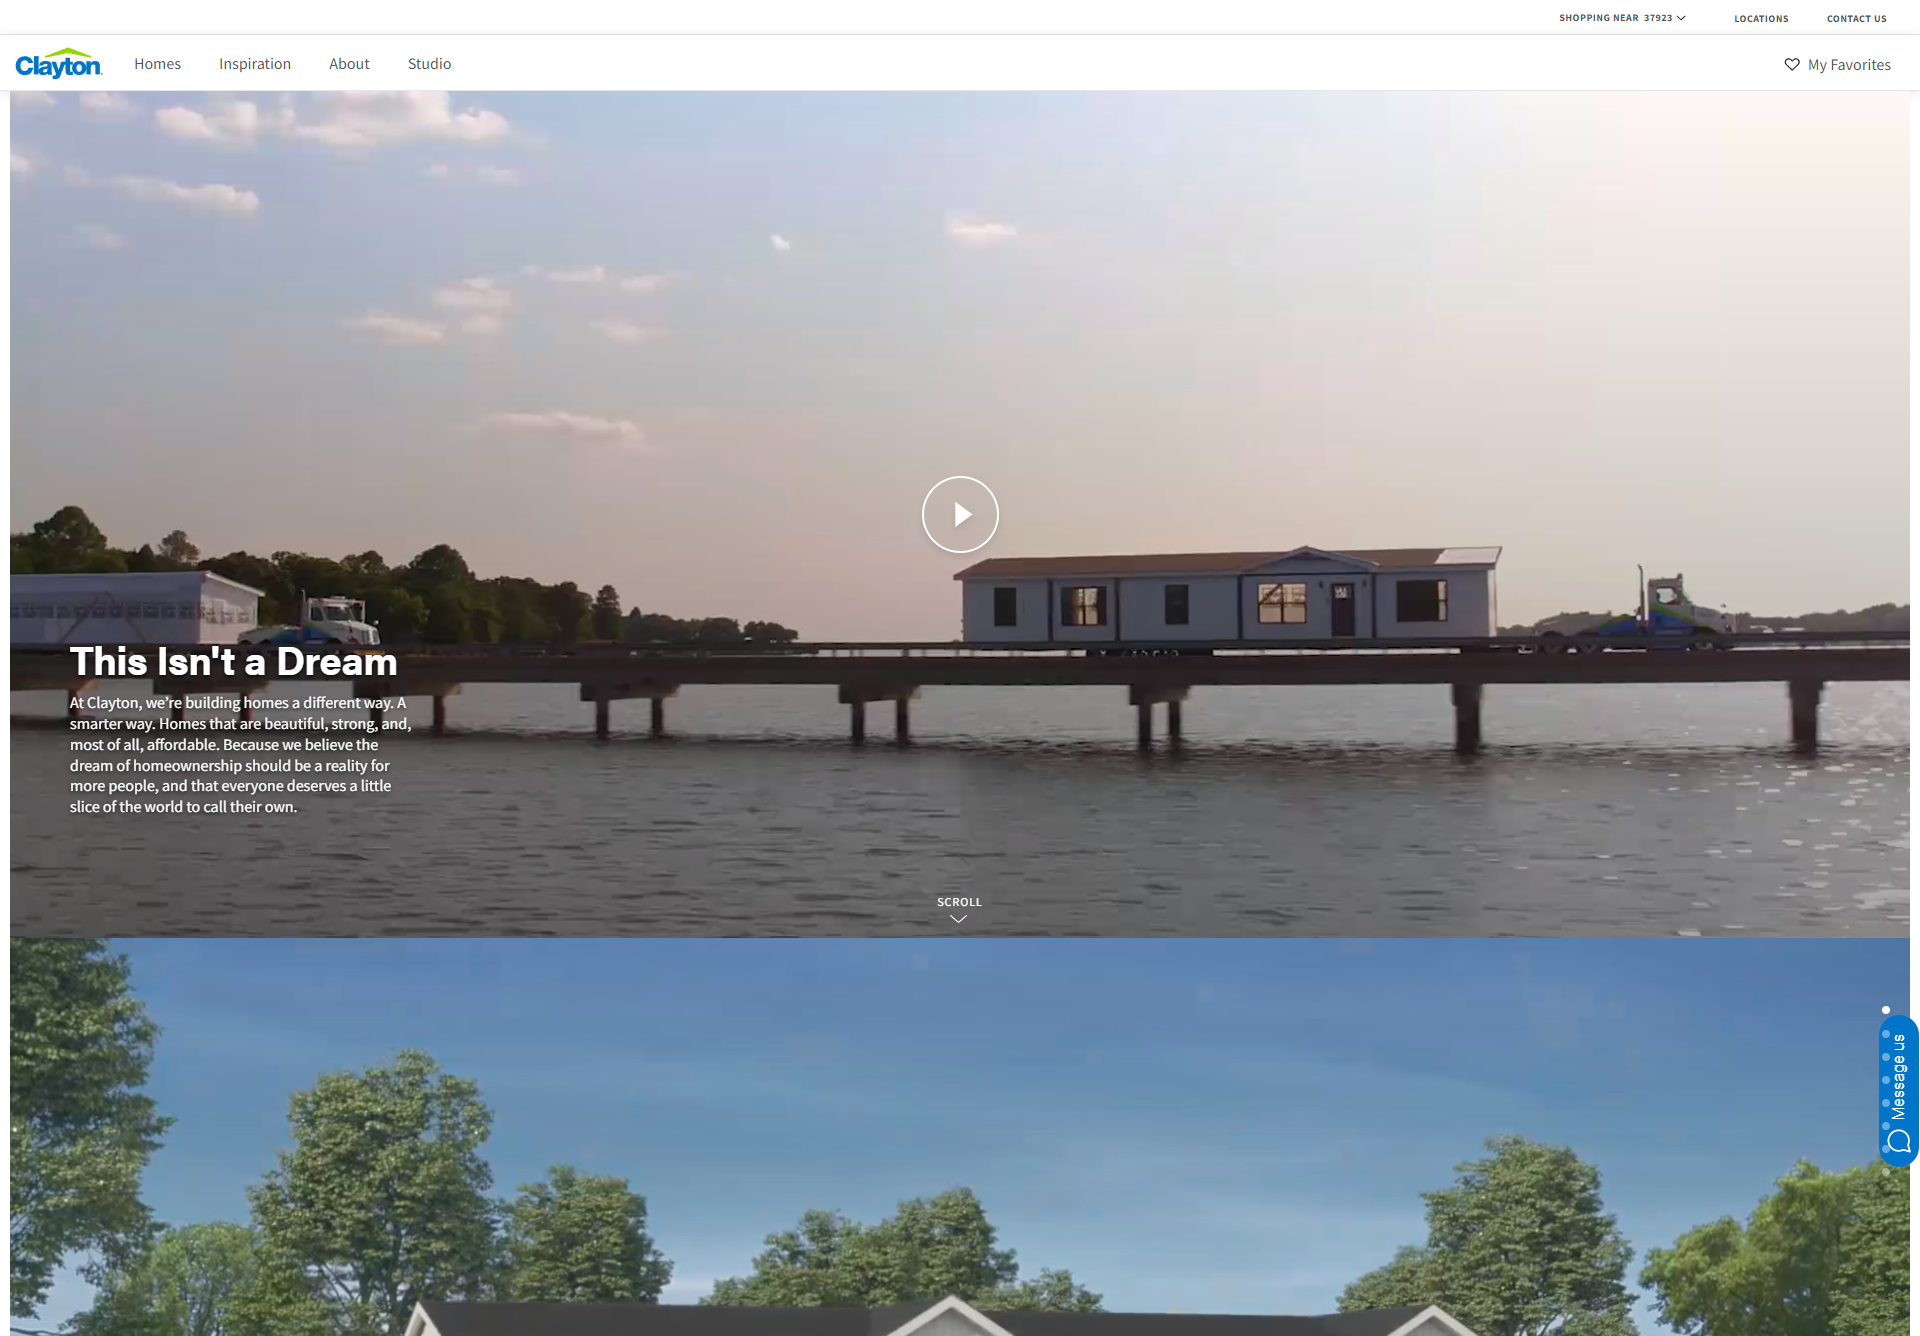 SHOPPING NEAR 37923
LOCATIONS
CONTACT US
Clayton
Homes
Inspiration
About
Studio
My Favorites
This Isn't a Dream
At Clayton, we’re building homes a different way. A
smarter way. Homes that are beautiful, strong, and,
most of all, affordable. Because we believe the
dream of homeownership should be a reality for
more people, and that everyone deserves a little
slice of the world to call their own.
SCROLL
Message us